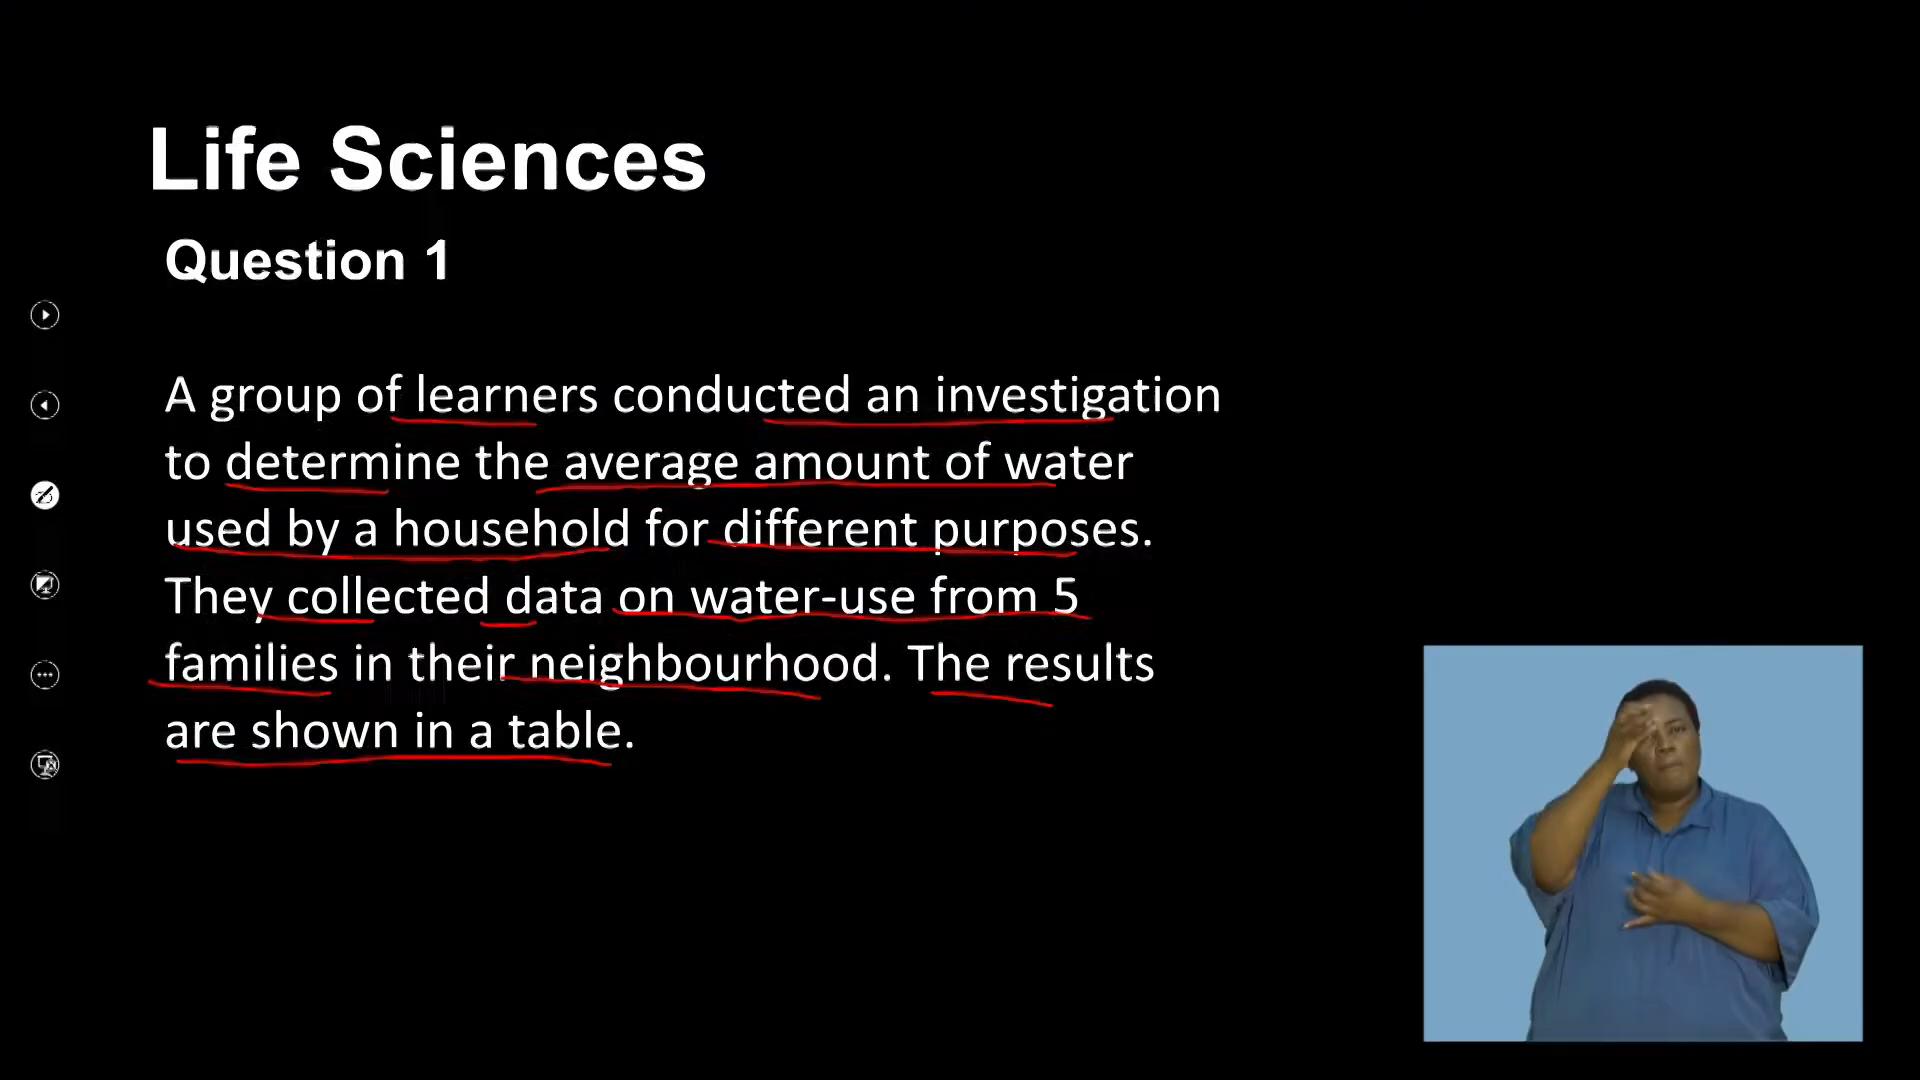 Life Sciences
Question 1
A group of learners conducted an investigation
to determine the average amount of water
used by a household for different purposes.
They collected data on water-use from 5
families in their neighbourhood. The results
are shown in a table.